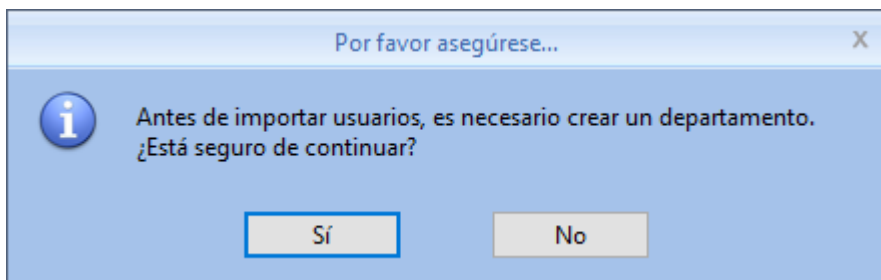 Por favor asegúrese...
X
Antes de importar usuarios, es necesario crear un departamento.
¿Está seguro de continuar?
Sí
No